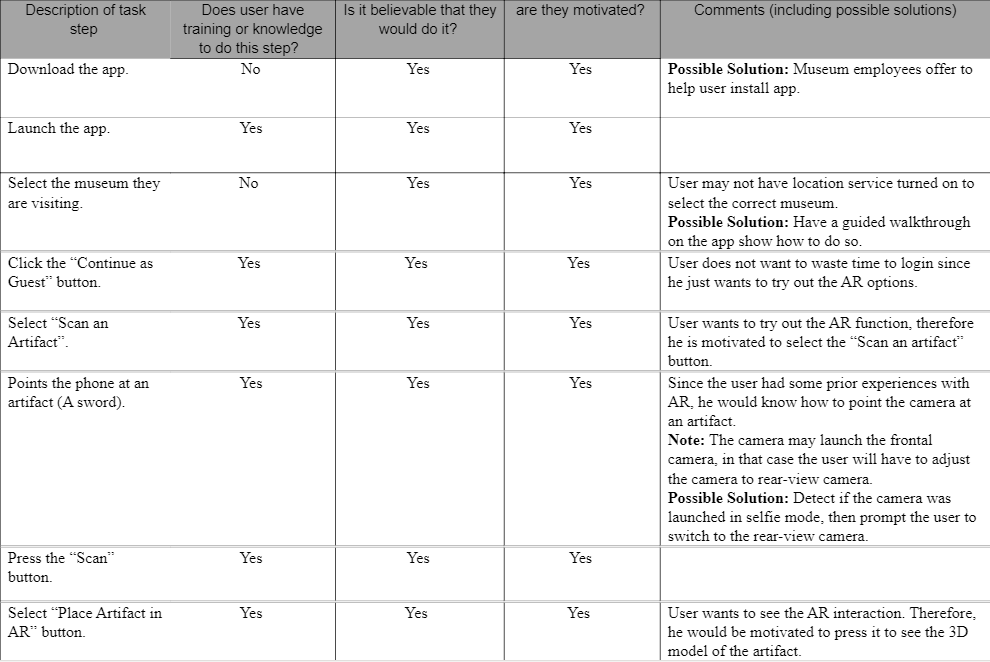 Description of task step
Does user have training or knowledge to do this step?
Is it believable that they would do it?
are they motivated?
Comments (including possible solutions)
Download the app.
No
Yes
Yes
Possible Solution: Museum employees offer to
help user install app.
Launch the app.
Yes
Yes
Yes
Select the museum they
are visiting.
No
Yes
Yes
User may not have location service turned on to
select the correct museum.
Possible Solution: Have a guided walkthrough
on the app show how to do so.
Click the “Continue as
Guest” button.
Yes
Yes
Yes
User does not want to waste time to login since
he just wants to try out the AR options.
Select “Scan an
Artifact”.
Yes
Yes
Yes
User wants to try out the AR function, therefore
he is motivated to select the “Scan an artifact”
button.
Points the phone at an
artifact (A sword).
Yes
Yes
Yes
Since the user had some prior experiences with
AR, he would know how to point the camera at
an artifact.
Note: The camera may launch the frontal
camera, in that case the user will have to adjust
the camera to rear-view camera.
Possible Solution: Detect if the camera was
launched in selfie mode, then prompt the user to
switch to the rear-view camera.
Press the “Scan”
button.
Yes
Yes
Yes
Select “Place Artifact in
AR” button.
Yes
Yes
Yes
User wants to see the AR interaction. Therefore,
he would be motivated to press it to see the 3D
model of the artifact.